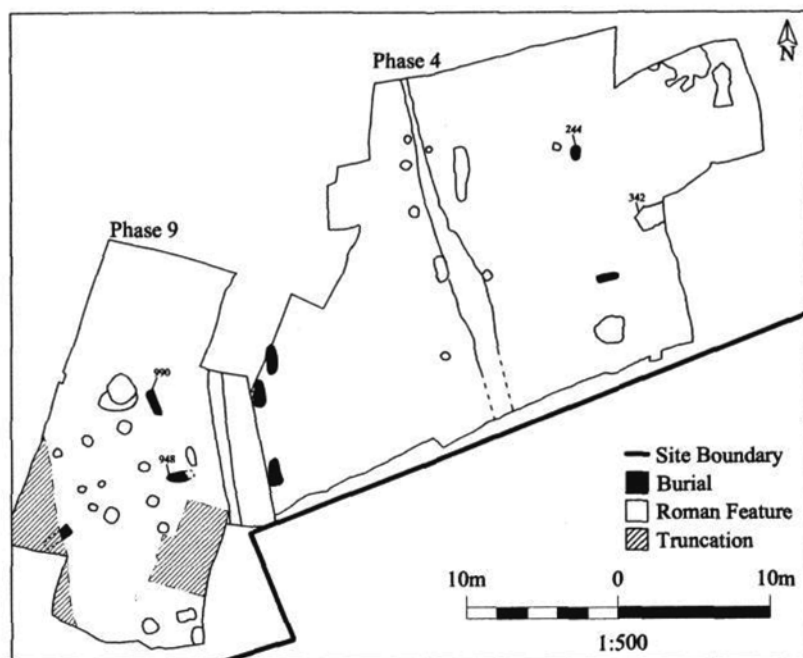 N
Phase 4
244
342
Phase 9
990
948
Site Boundary
Burial
Roman Feature
Truncation
10m 0 10m
1:500